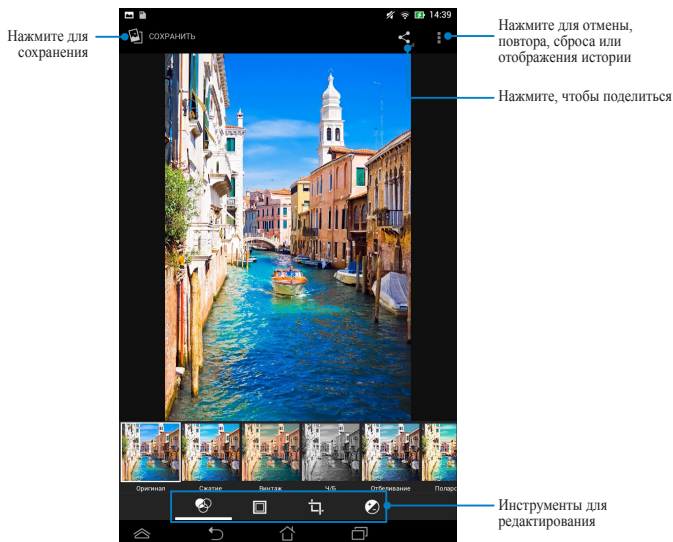 14:39
Нажмите для
сохранения
СОХРАНИТЬ
Нажмите для отмены,
повтора, сброса или
отображения истории
Нажмите, чтобы поделиться
Оригинал
Сжатие
Винтаж
Ч/Б
Отбеливание
Поларо
Инструменты для
редактирования